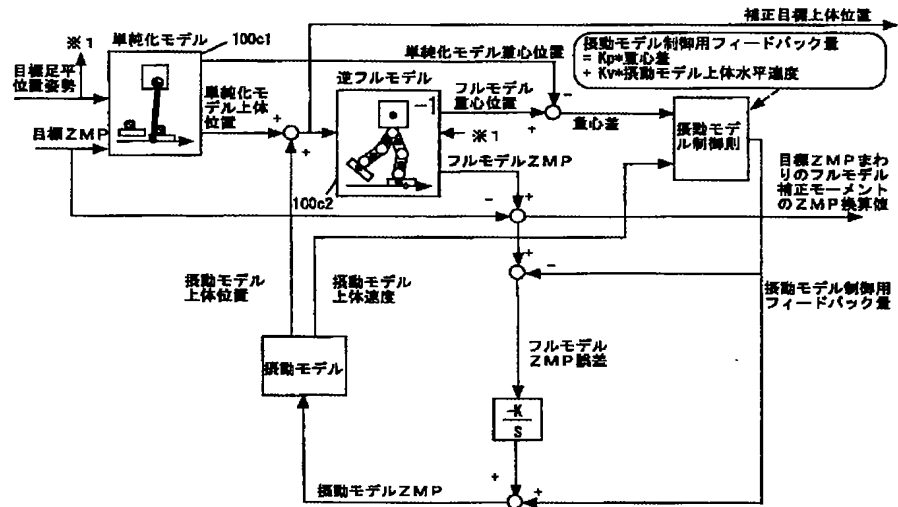 補正目標上体位置
※1
単純化モデル
100c1
目標足平
位置姿勢
単純化モデル重心位置
摂動モデル制御用フィードバック量
= Kp*重心差
+ Kv*摂動モデル上体水平速度
逆フルモデル
フルモデル
重心位置
単純化モ
デル上体
位置
-1
+
+
-
+
重心差
摂動モデ
ル制御則
目標ZMP
※1
フルモデルZMP
100c2
目標ZMPまわ
りのフルモデル
補正モーメント
のZMP換算値
-
+
+
-
摂動モデル
上体位置
摂動モデル
上体速度
摂動モデル制御用
フィードバック量
フルモデル
ZMP誤差
摂動モデル
-K
S
+
+
摂動モデルZMP